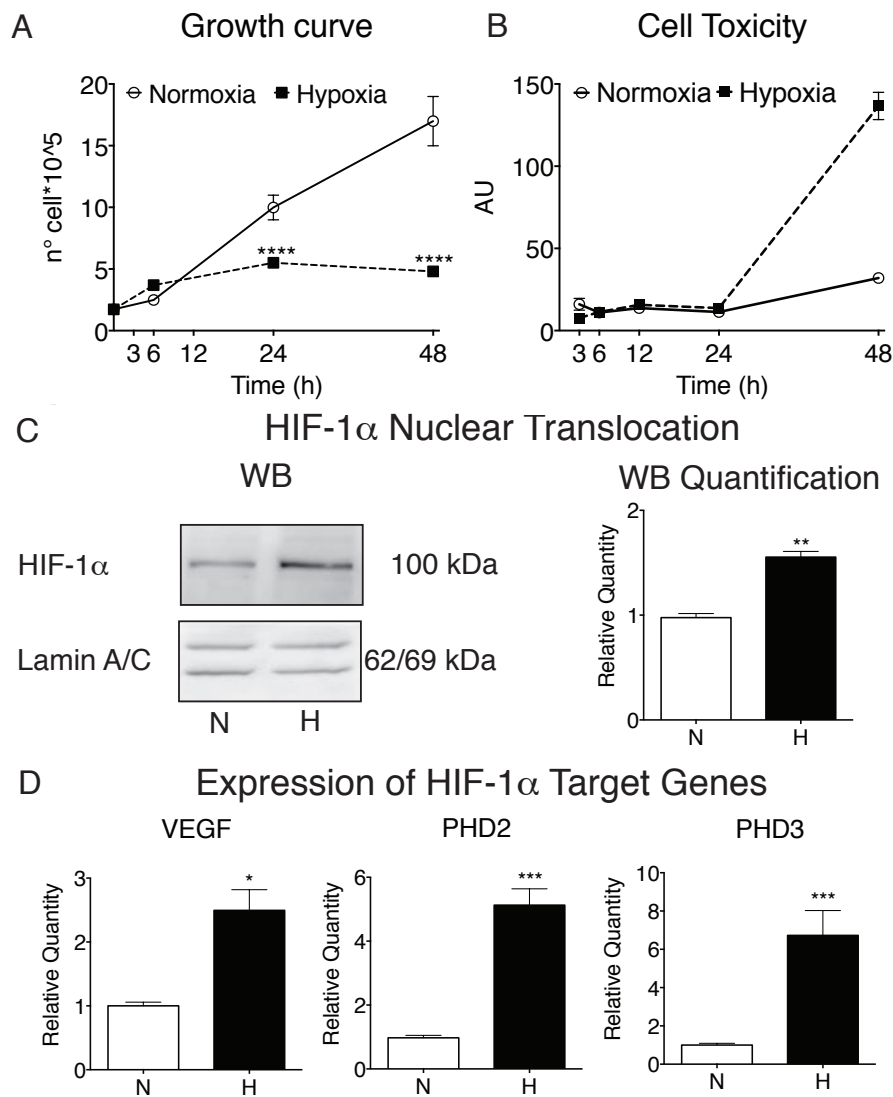 A Growth curve
Normoxia Hypoxia
n° cell*10^5
20
15
10
5
0
**** ****
3 6 12 24 48
Time (h)
B Cell Toxicity
Normoxia Hypoxia
AU
150
100
50
0
3 6 12 24 48
Time (h)
C HIF-1α Nuclear Translocation
WB
HIF-1α 100 kDa
Lamin A/C 62/69 kDa
N H
WB Quantification
Relative Quantity
2
1
0
**
N H
D Expression of HIF-1α Target Genes
VEGF
Relative Quantity
3
2
1
0
*
N H
PHD2
Relative Quantity
6
4
2
0
***
N H
PHD3
Relative Quantity
10
8
6
4
2
0
***
N H